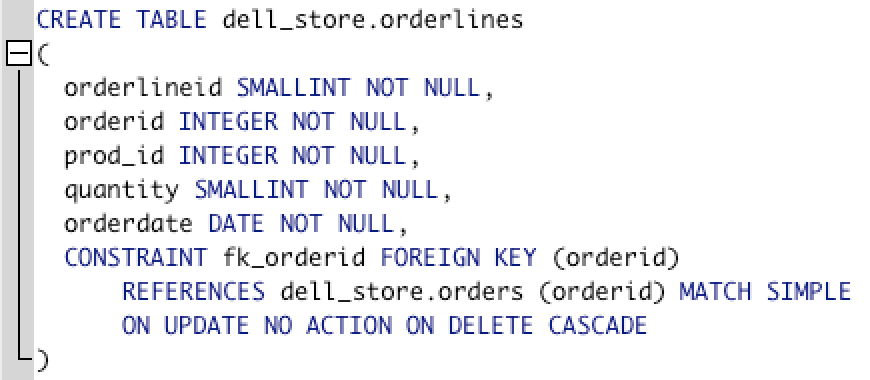 CREATE TABLE dell_store.orderlines
(
orderlineid SMALLINT NOT NULL,
orderid INTEGER NOT NULL,
prod_id INTEGER NOT NULL,
quantity SMALLINT NOT NULL,
orderdate DATE NOT NULL,
CONSTRAINT fk_orderid FOREIGN KEY (orderid)
REFERENCES dell_store.orders (orderid) MATCH SIMPLE
ON UPDATE NO ACTION ON DELETE CASCADE
)